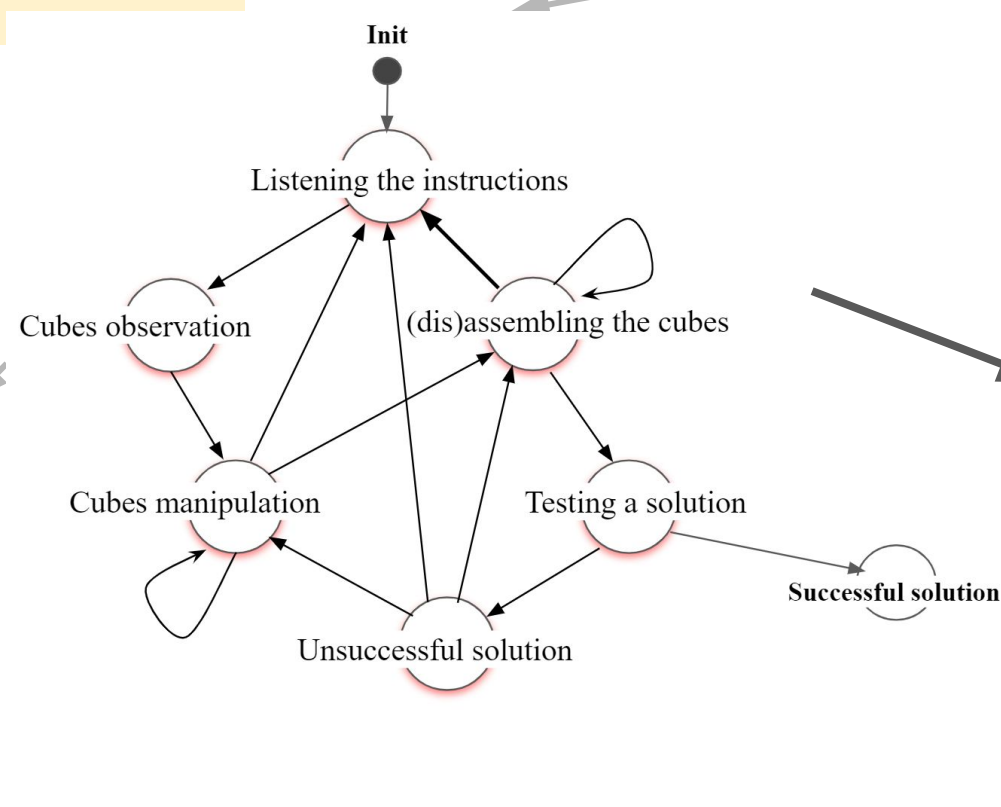 Init
Listening the instructions
Cubes observation
(dis)assembling the cubes
Cubes manipulation
Testing a solution
Successful solution
Unsuccessful solution